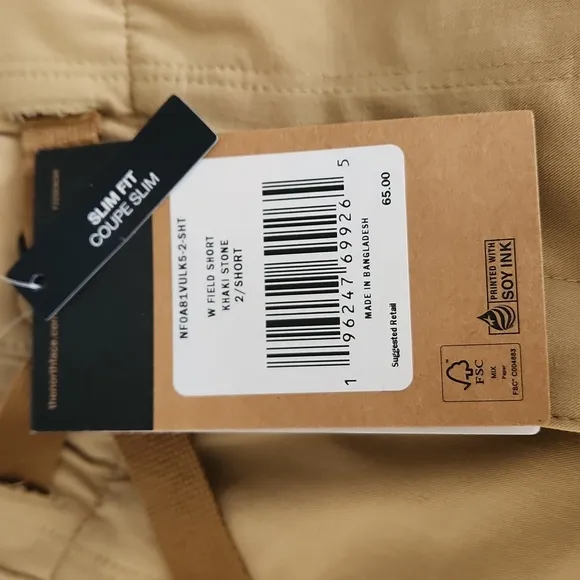 SLIM FIT
COUPE SLIM
thenorthface.com
NF0A81VULK5-2-SHT
W FIELD SHORT
KHAKI STONE
2/SHORT
1 96247 69926 5
MADE IN BANGLADESH
65.00
Suggested Retail
PRINTED WITH
SOY INK
FSC
MIX
Paper
FSC® C004883